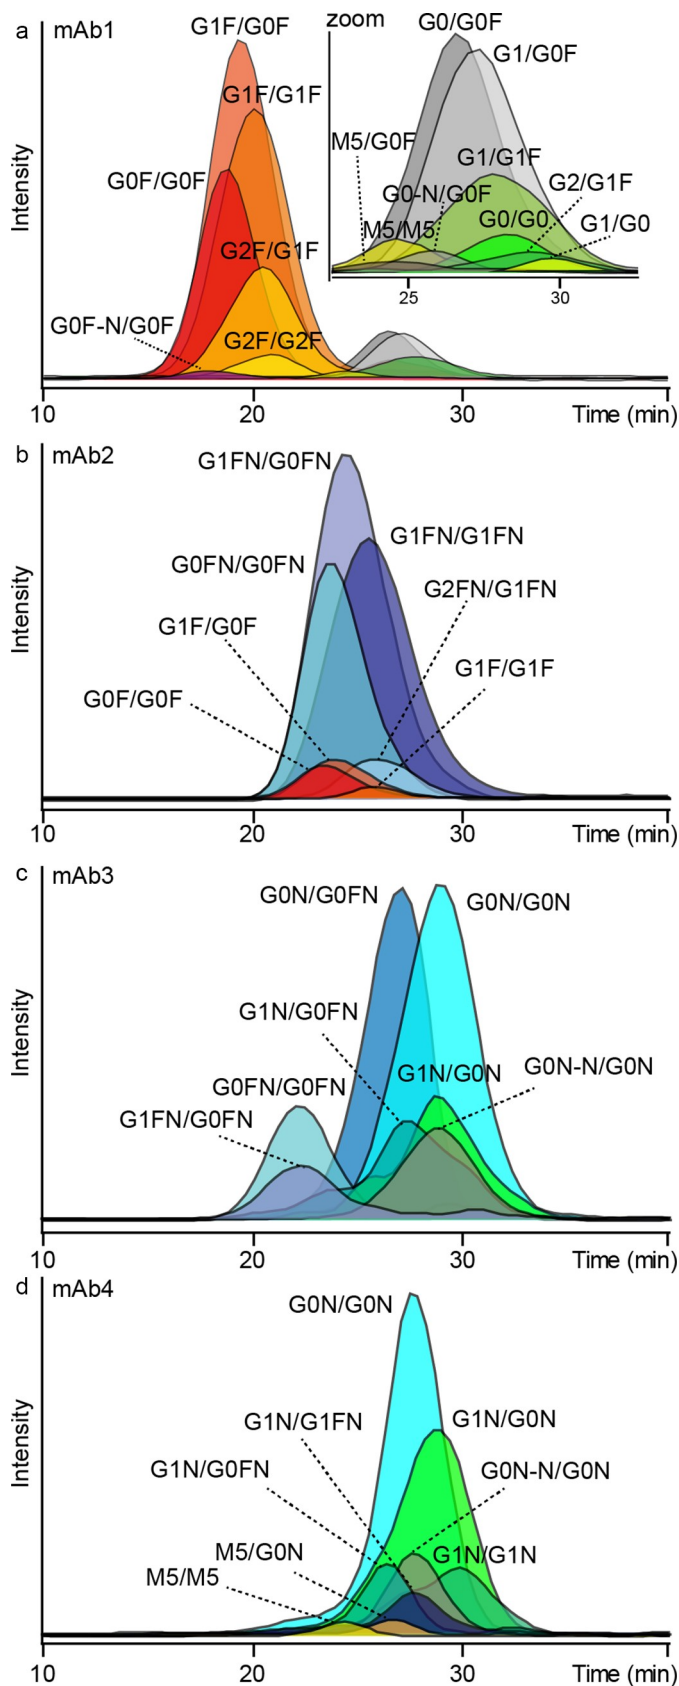 a mAb1
G1F/G0F
zoom
G0/G0F
G1/G0F
G1F/G1F
M5/G0F
G1/G1F
G0F/G0F
G0-N/G0F
G2/G1F
M5/M5
G0/G0
G1/G0
G2F/G1F
25 30
G0F-N/G0F
G2F/G2F
Intensity
10 20 30 Time (min)
b mAb2
G1FN/G0FN
G1FN/G1FN
G0FN/G0FN
G2FN/G1FN
G1F/G0F
G1F/G1F
G0F/G0F
Intensity
10 20 30 Time (min)
c mAb3
G0N/G0FN
G0N/G0N
G1N/G0FN
G1N/G0N
G0N-N/G0N
G0FN/G0FN
G1FN/G0FN
Intensity
10 20 30 Time (min)
d mAb4
G0N/G0N
G1N/G1FN
G1N/G0N
G1N/G0FN
G0N-N/G0N
M5/G0N
G1N/G1N
M5/M5
Intensity
10 20 30 Time (min)